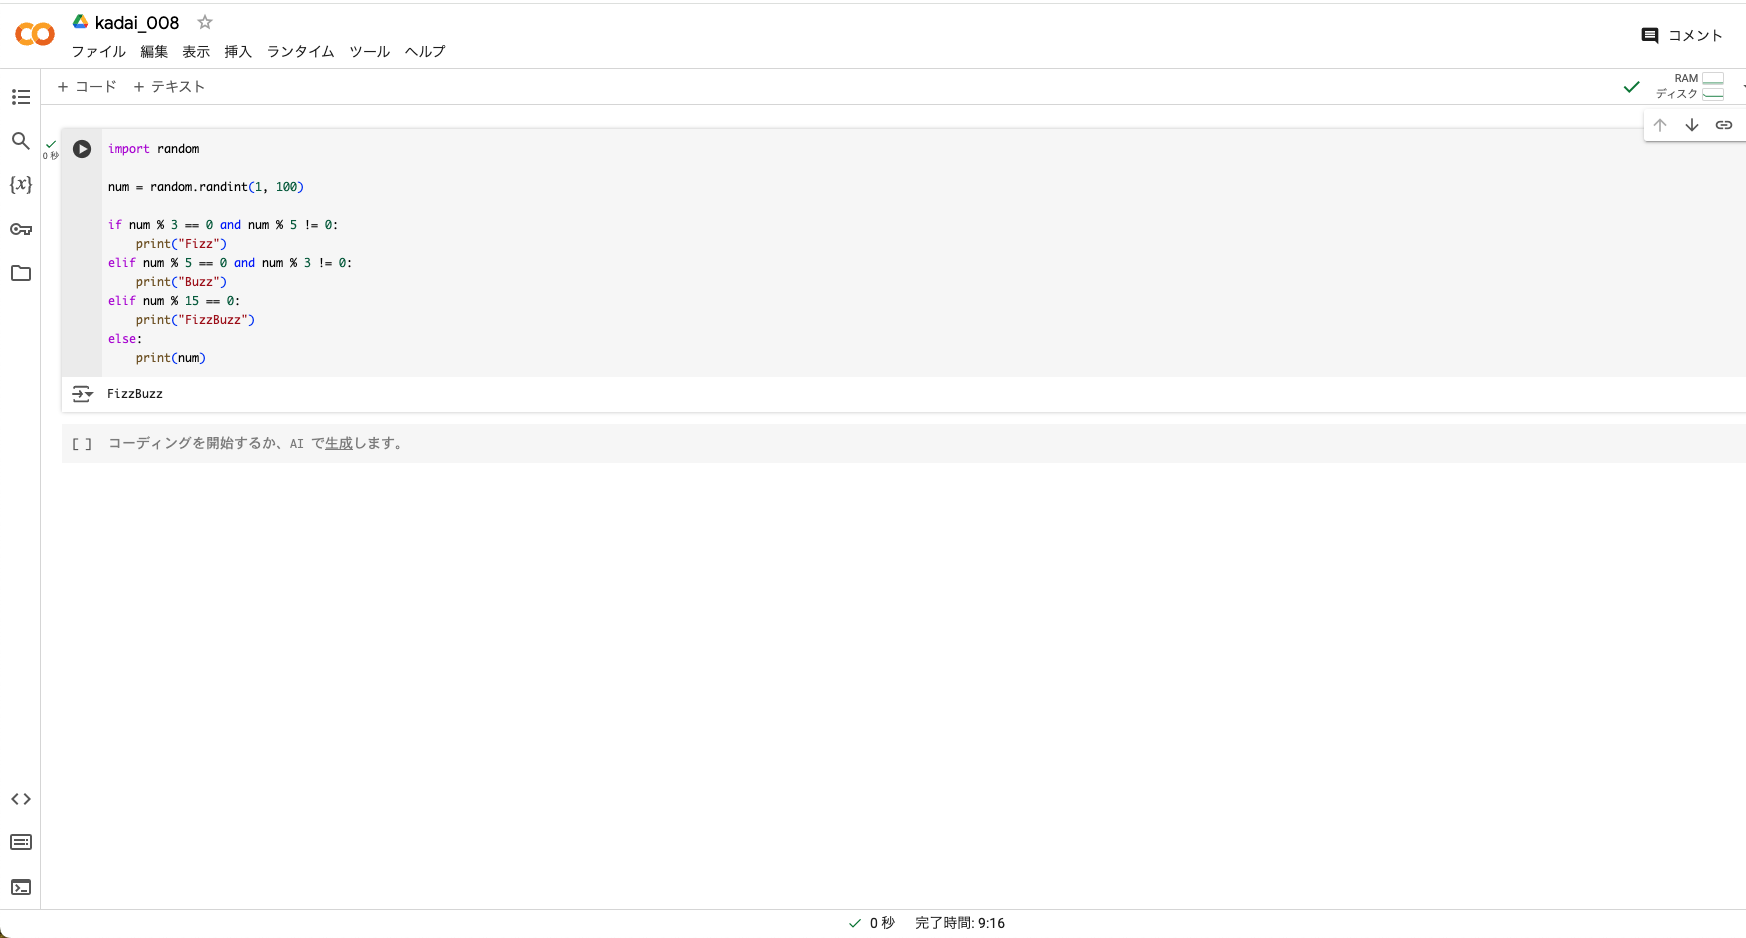 kadai_008
ファイル 編集 表示 挿入 ランタイム ツール ヘルプ
コメント
+ コード + テキスト
RAM
ディスク
0 秒
import random
num = random.randint(1, 100)
if num % 3 == 0 and num % 5 != 0:
    print("Fizz")
elif num % 5 == 0 and num % 3 != 0:
    print("Buzz")
elif num % 15 == 0:
    print("FizzBuzz")
else:
    print(num)
FizzBuzz
[ ] コーディングを開始するか、AI で生成します。
0 秒 完了時間: 9:16